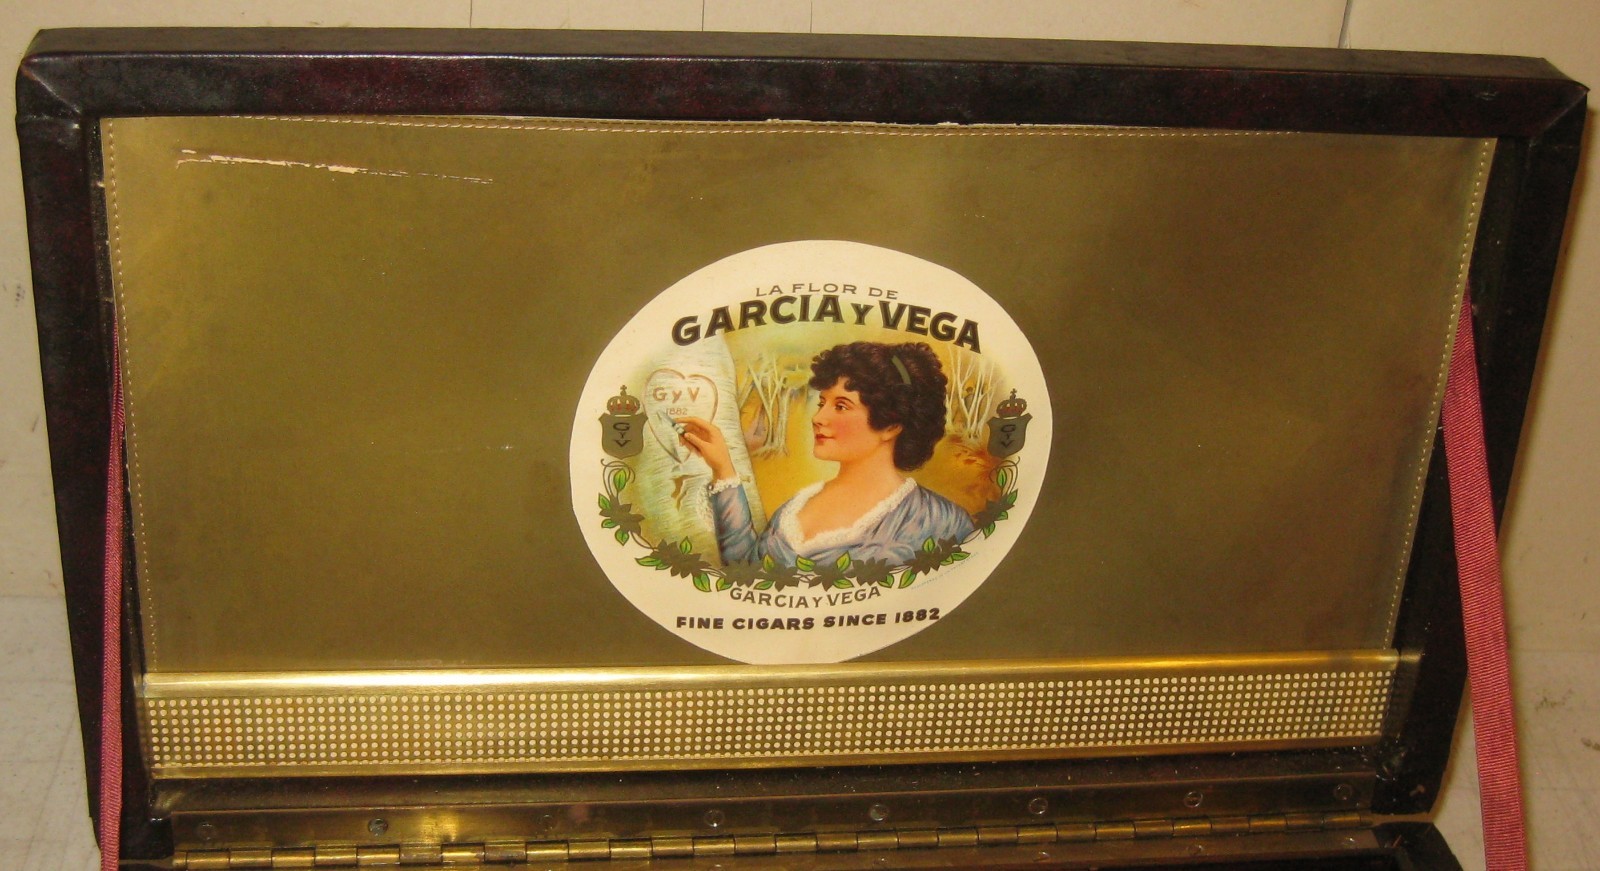 LA FLOR DE
GARCIA Y VEGA
G y V
1882
G
Y
V
G
Y
V
GARCIA Y VEGA
FINE CIGARS SINCE 1882